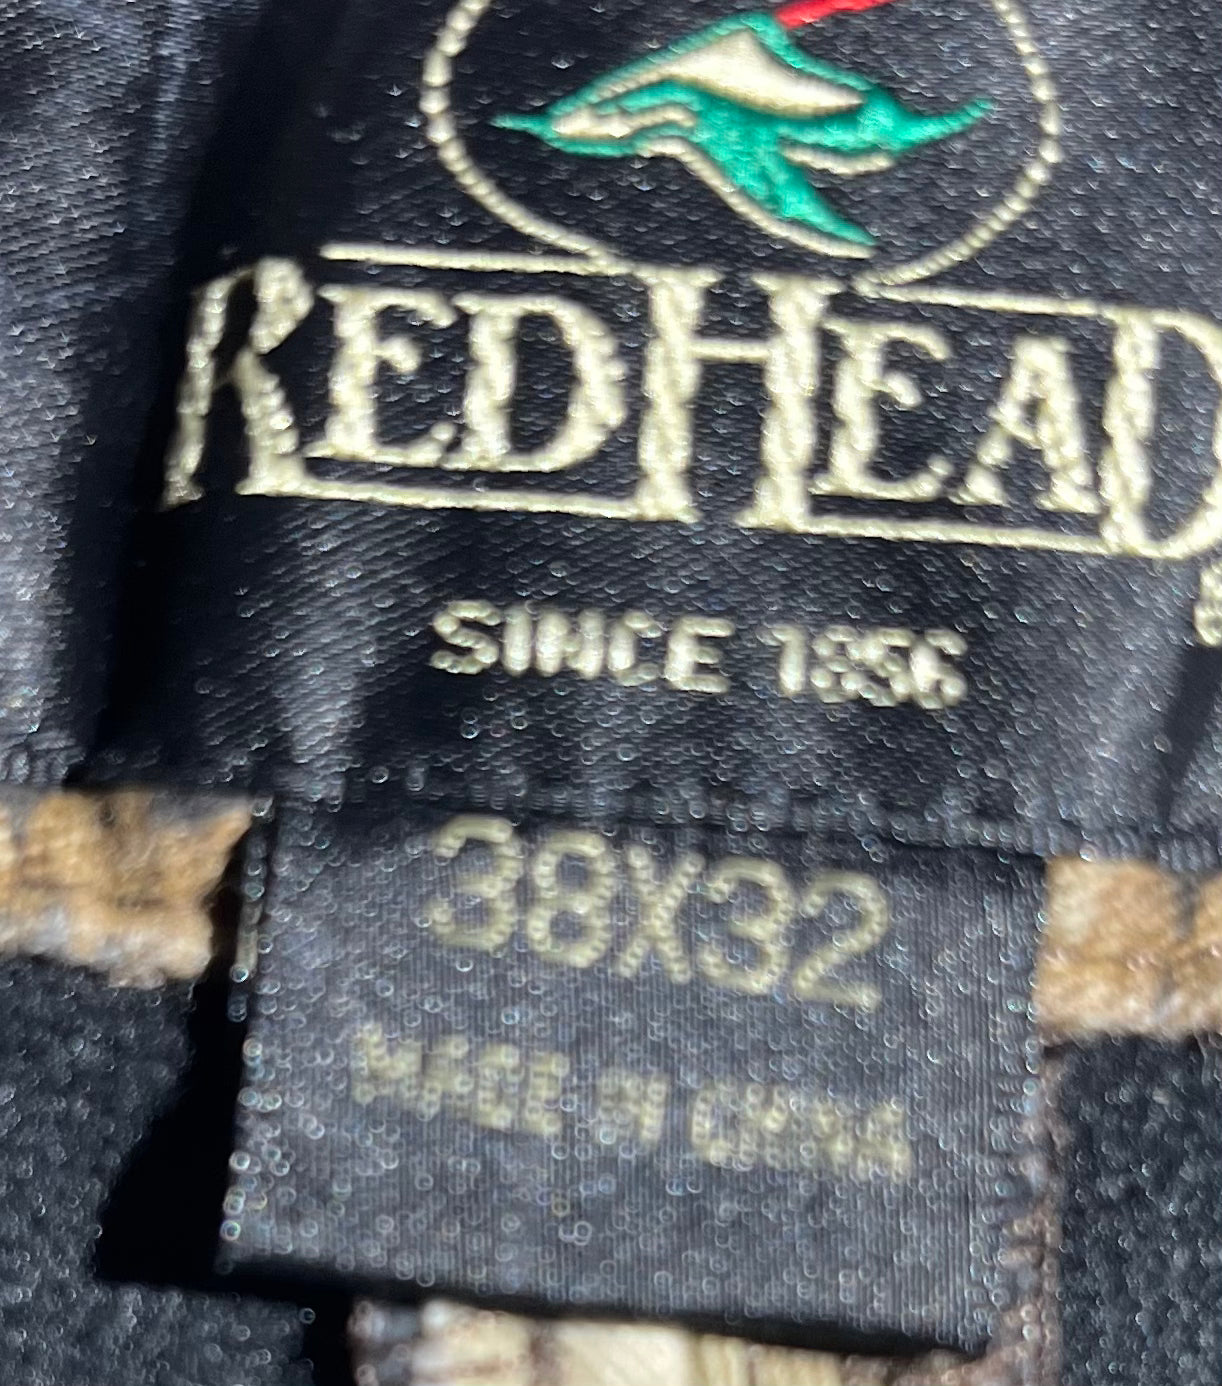 REDHEAD
SINCE 1856
38X32
MADE IN CHINA